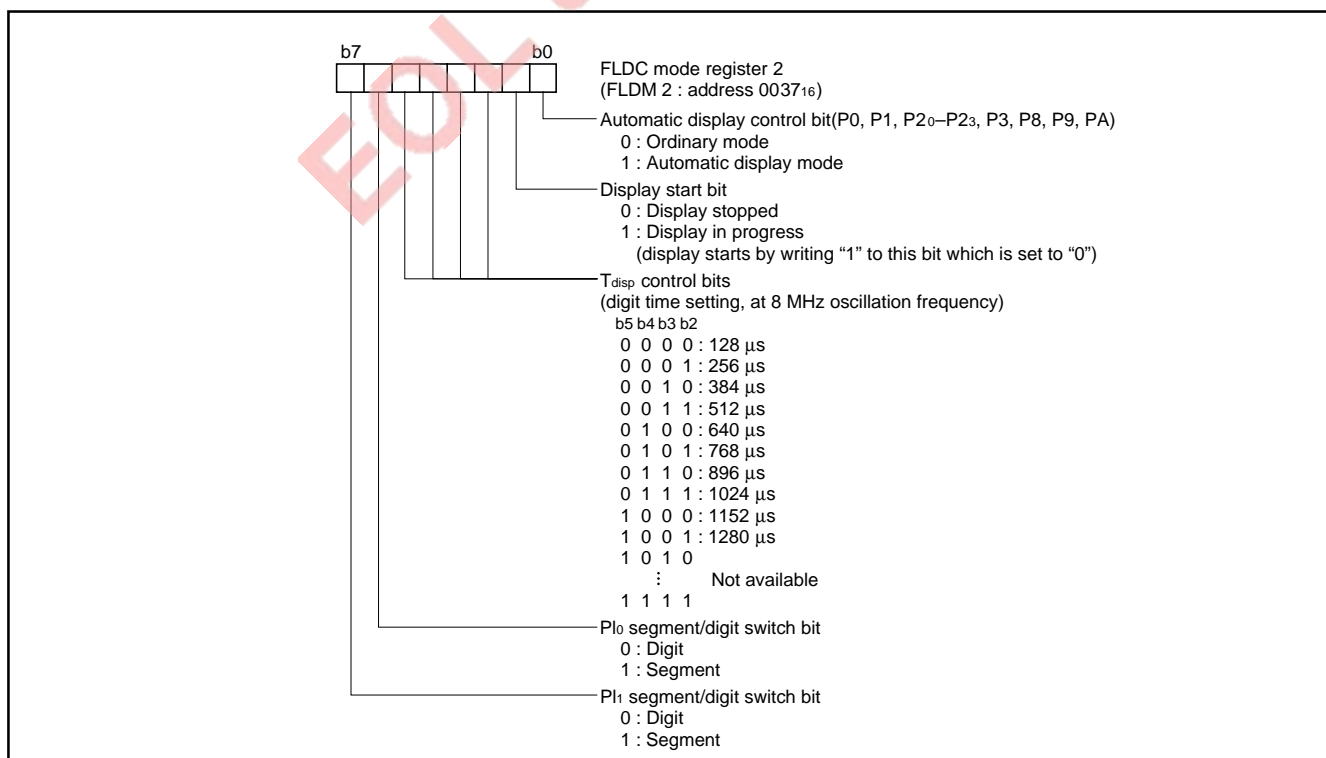 EOL
b7 b0
FLDC mode register 2
(FLDM 2 : address 003716)
Automatic display control bit(P0, P1, P20–P23, P3, P8, P9, PA)
0 : Ordinary mode
1 : Automatic display mode
Display start bit
0 : Display stopped
1 : Display in progress
(display starts by writing “1” to this bit which is set to “0”)
Tdisp control bits
(digit time setting, at 8 MHz oscillation frequency)
b5 b4 b3 b2
0 0 0 0 : 128 μs
0 0 0 1 : 256 μs
0 0 1 0 : 384 μs
0 0 1 1 : 512 μs
0 1 0 0 : 640 μs
0 1 0 1 : 768 μs
0 1 1 0 : 896 μs
0 1 1 1 : 1024 μs
1 0 0 0 : 1152 μs
1 0 0 1 : 1280 μs
1 0 1 0
⋮ Not available
1 1 1 1
PI0 segment/digit switch bit
0 : Digit
1 : Segment
PI1 segment/digit switch bit
0 : Digit
1 : Segment